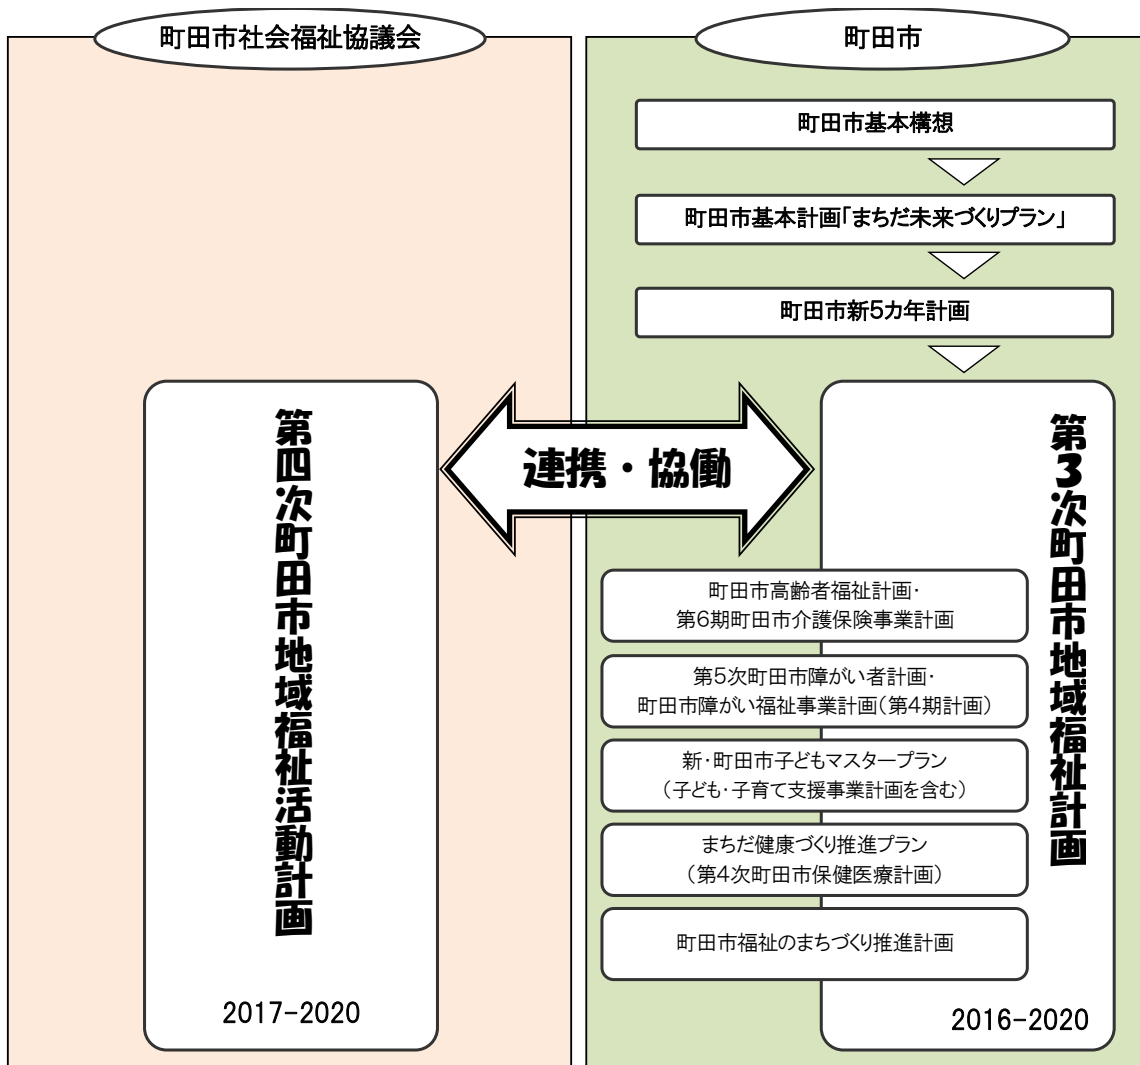 町田市社会福祉協議会
第四次町田市地域福祉活動計画
2017-2020
連携・協働
町田市
町田市基本構想
町田市基本計画「まちだ未来づくりプラン」
町田市新5カ年計画
第3次町田市地域福祉計画
町田市高齢者福祉計画・
第6期町田市介護保険事業計画
第5次町田市障がい者計画・
町田市障がい福祉事業計画(第4期計画)
新・町田市子どもマスタープラン
(子ども・子育て支援事業計画を含む)
まちだ健康づくり推進プラン
(第4次町田市保健医療計画)
町田市福祉のまちづくり推進計画
2016-2020